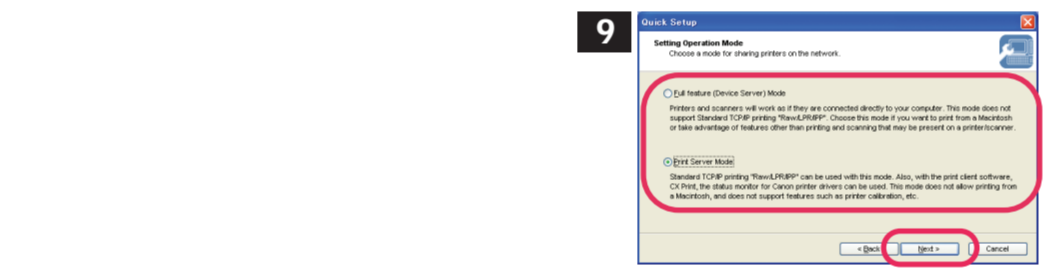 9
Quick Setup
Setting Operation Mode
Choose a mode for sharing printers on the network.
Full feature (Device Server) Mode
Printers and scanners will work as if they are connected directly to your computer. This mode does not
support Standard TCP/IP printing "Raw/LPR/IPP". Choose this mode if you want to print from a Macintosh
or take advantage of features other than printing and scanning that may be present on a printer/scanner.
Print Server Mode
Standard TCP/IP printing "Raw/LPR/IPP" can be used with this mode. Also, with the print client software,
CX Print, the status monitor for Canon printer drivers can be used. This mode does not allow printing from
a Macintosh, and does not support features such as printer calibration, etc.
< Back Next > Cancel